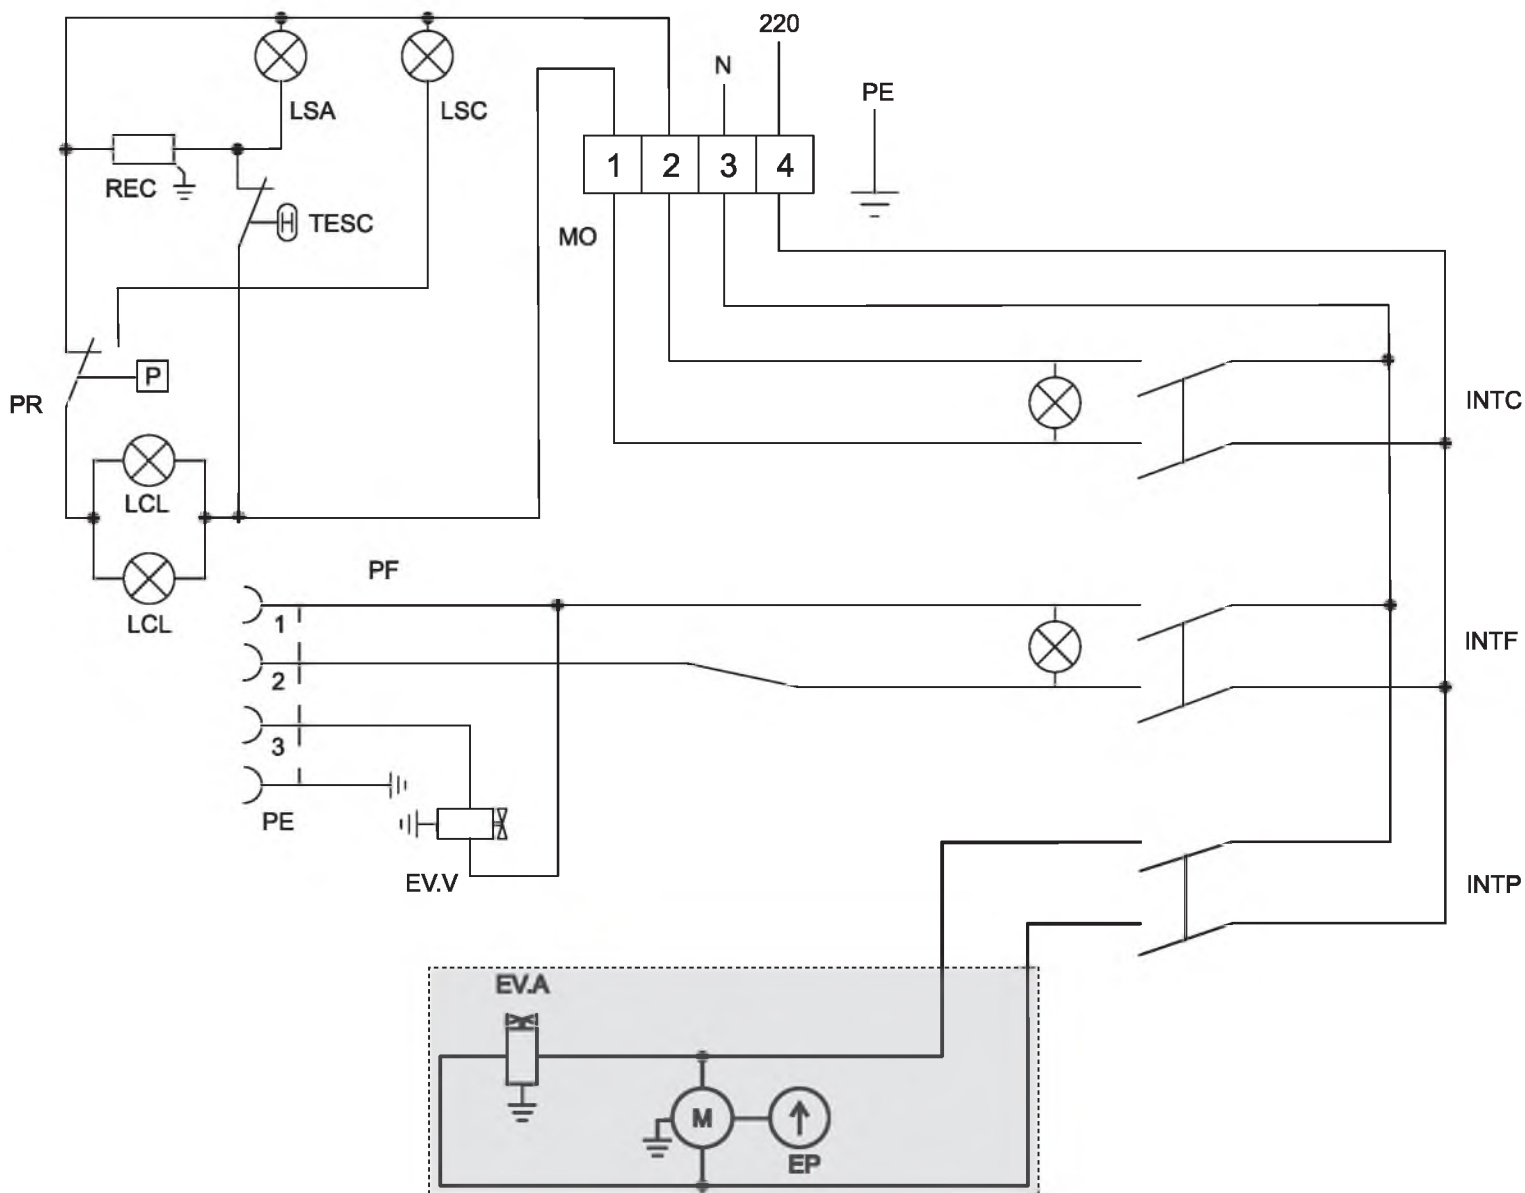 220
N
PE
LSA
LSC
1 2 3 4
REC
TESC
MO
P
PR
INTC
LCL
PF
LCL
1
INTF
2
3
PE
EV.V
INTP
EV.A
M
EP